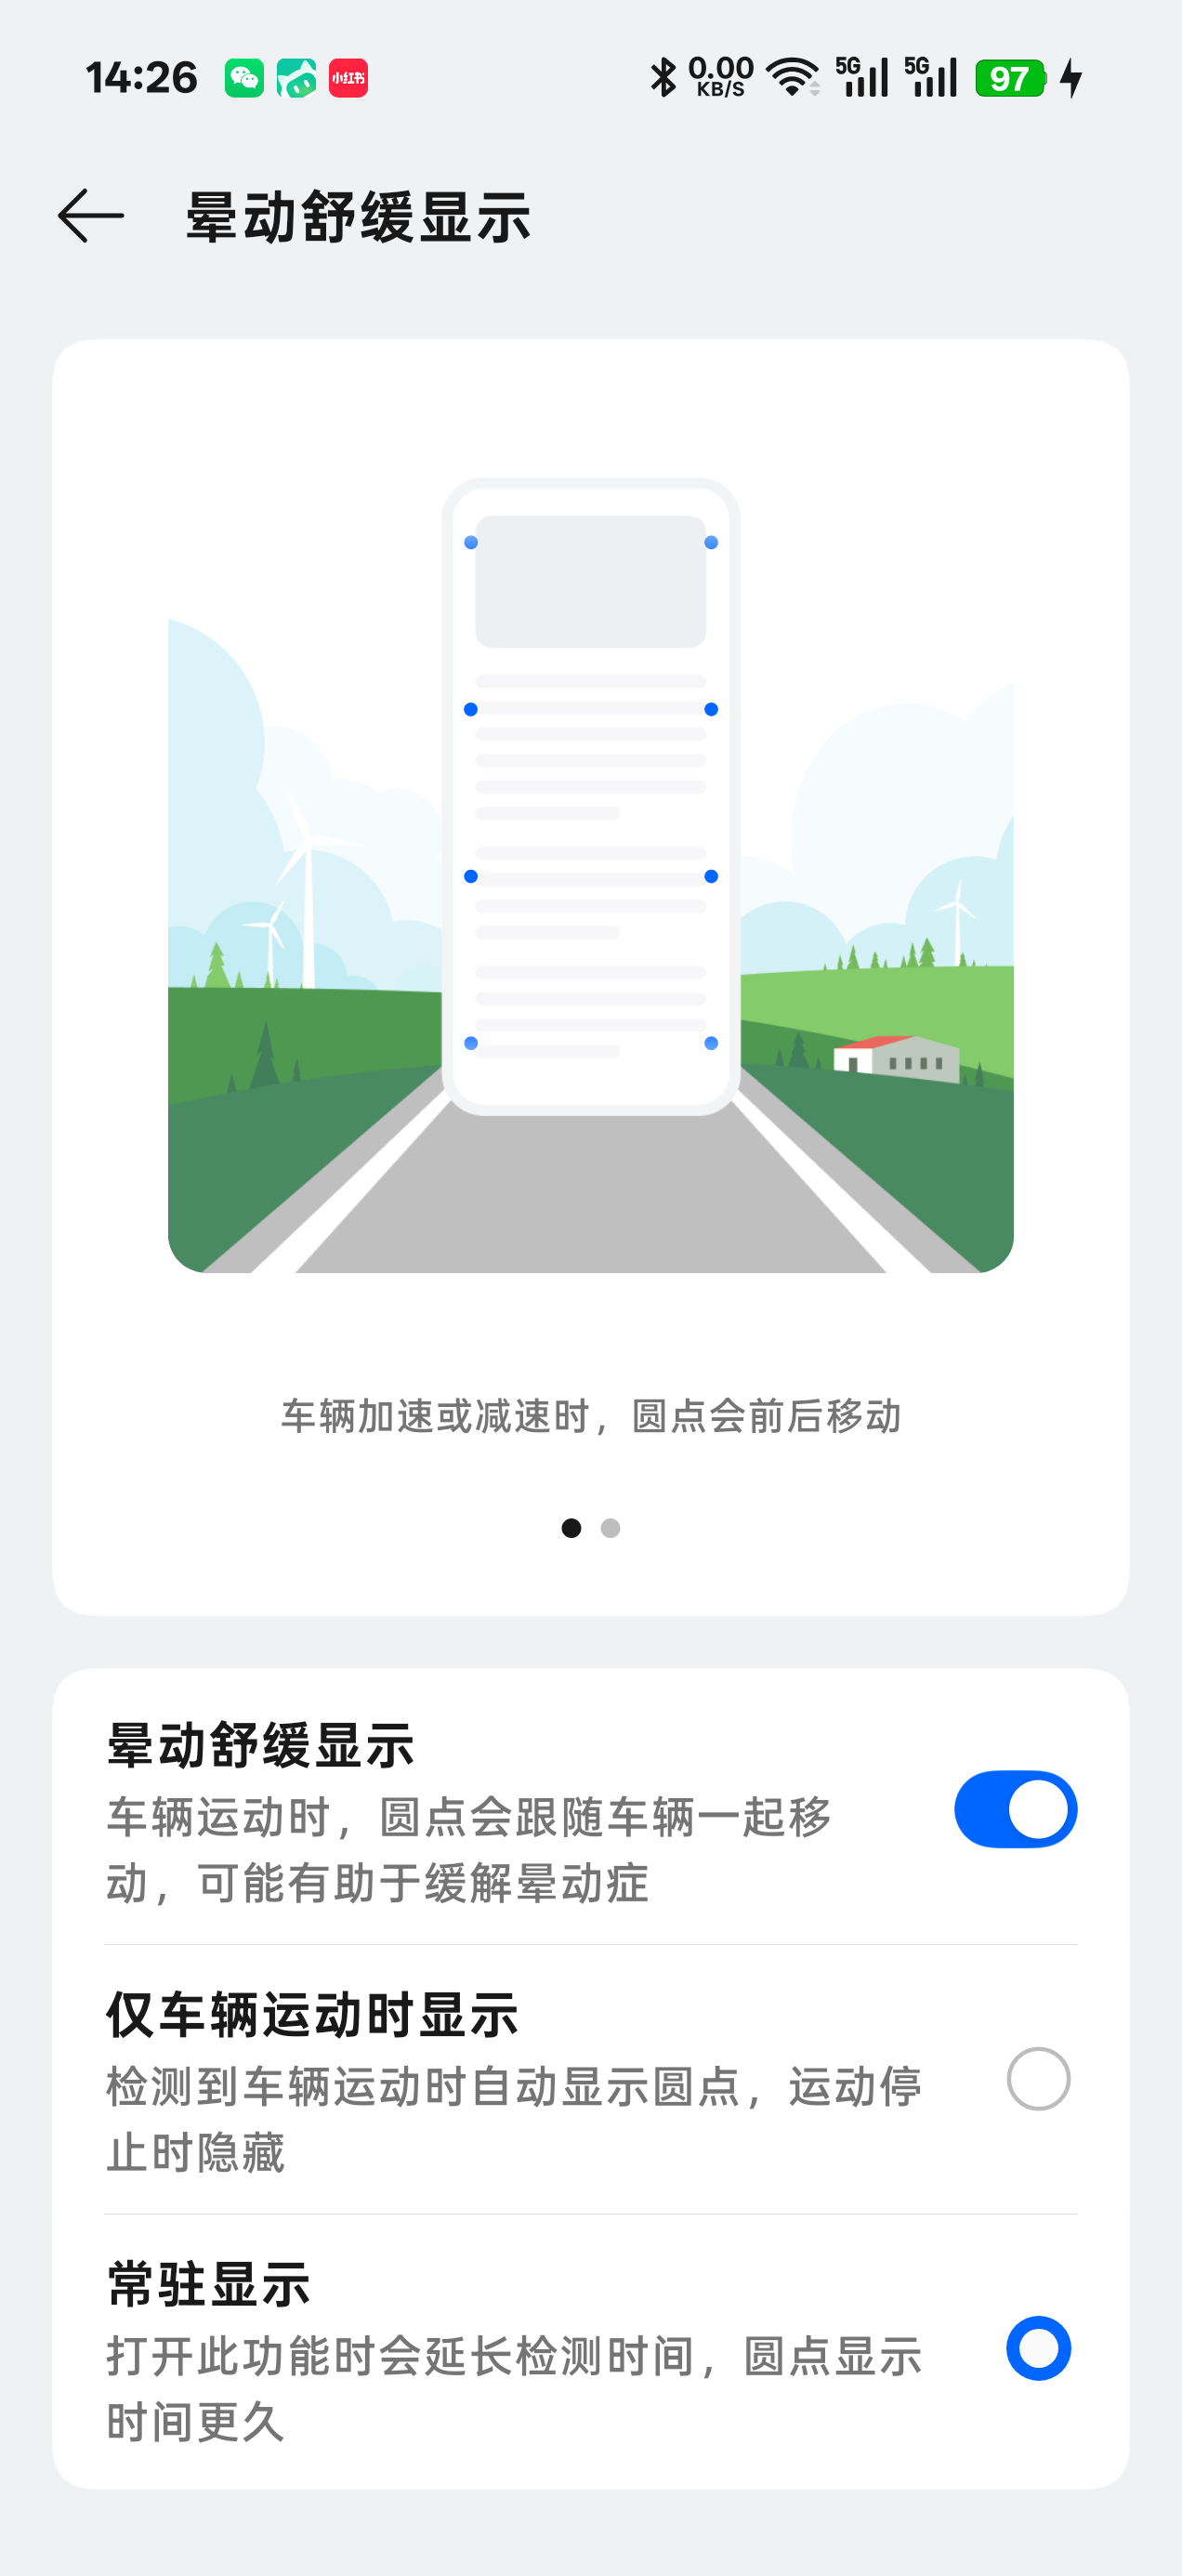 14:26 小红书 0.00 KB/S 5G 5G 97
晕动舒缓显示
车辆加速或减速时，圆点会前后移动
晕动舒缓显示
车辆运动时，圆点会跟随车辆一起移
动，可能有助于缓解晕动症
仅车辆运动时显示
检测到车辆运动时自动显示圆点，运动停
止时隐藏
常驻显示
打开此功能时会延长检测时间，圆点显示
时间更久